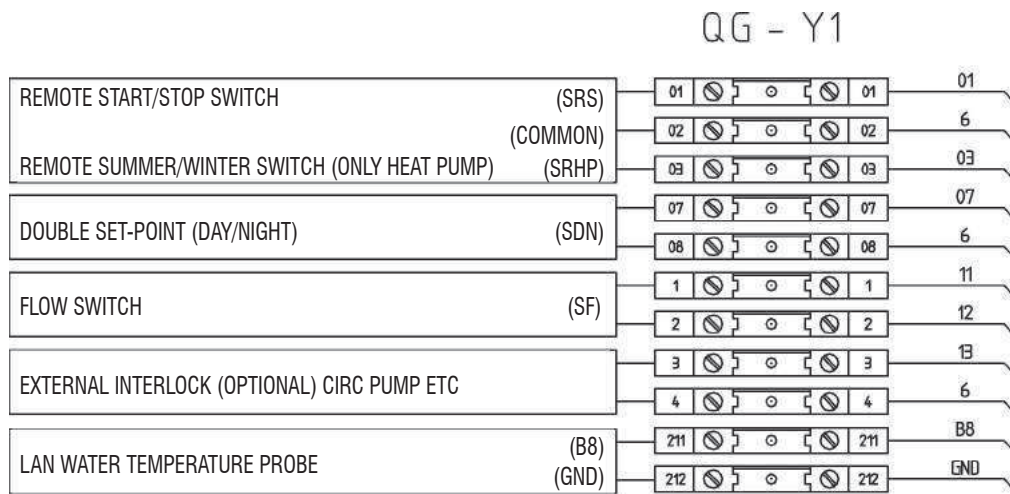 QG - Y1
REMOTE START/STOP SWITCH (SRS) 01 01 01
(COMMON) 02 02 6
REMOTE SUMMER/WINTER SWITCH (ONLY HEAT PUMP) (SRHP) 03 03 03
07 07 07
DOUBLE SET-POINT (DAY/NIGHT) (SDN)
08 08 6
1 1 11
FLOW SWITCH (SF)
2 2 12
3 3 13
EXTERNAL INTERLOCK (OPTIONAL) CIRC PUMP ETC
4 4 6
(B8) 211 211 B8
LAN WATER TEMPERATURE PROBE
(GND) 212 212 GND